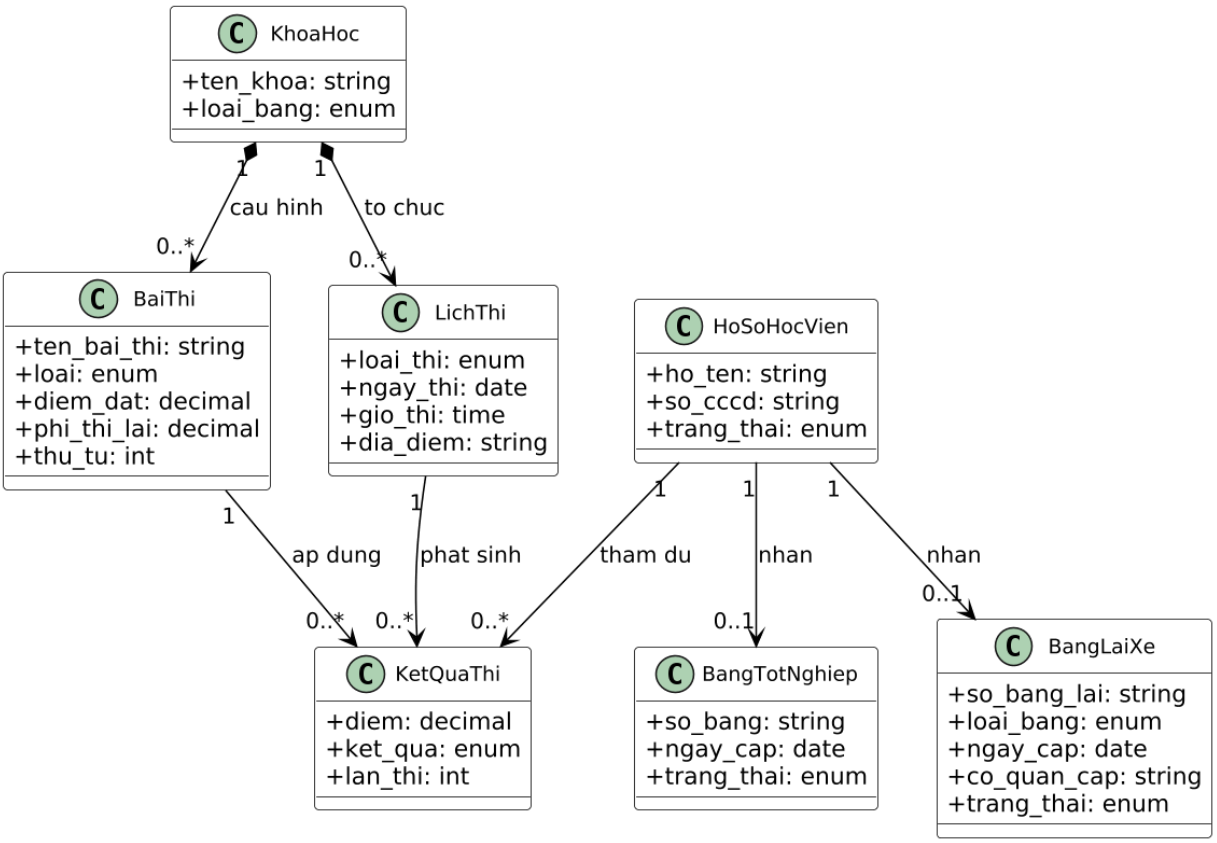 C KhoaHoc
+ten_khoa: string
+loai_bang: enum
1
1
cau hinh
to chuc
0..*
0..*
C BaiThi
+ten_bai_thi: string
+loai: enum
+diem_dat: decimal
+phi_thi_lai: decimal
+thu_tu: int
C LichThi
+loai_thi: enum
+ngay_thi: date
+gio_thi: time
+dia_diem: string
C HoSoHocVien
+ho_ten: string
+so_cccd: string
+trang_thai: enum
1
1
1
1
1
ap dung
phat sinh
tham du
nhan
nhan
0..*
0..*
0..*
0..1
0..1
C KetQuaThi
+diem: decimal
+ket_qua: enum
+lan_thi: int
C BangTotNghiep
+so_bang: string
+ngay_cap: date
+trang_thai: enum
C BangLaiXe
+so_bang_lai: string
+loai_bang: enum
+ngay_cap: date
+co_quan_cap: string
+trang_thai: enum